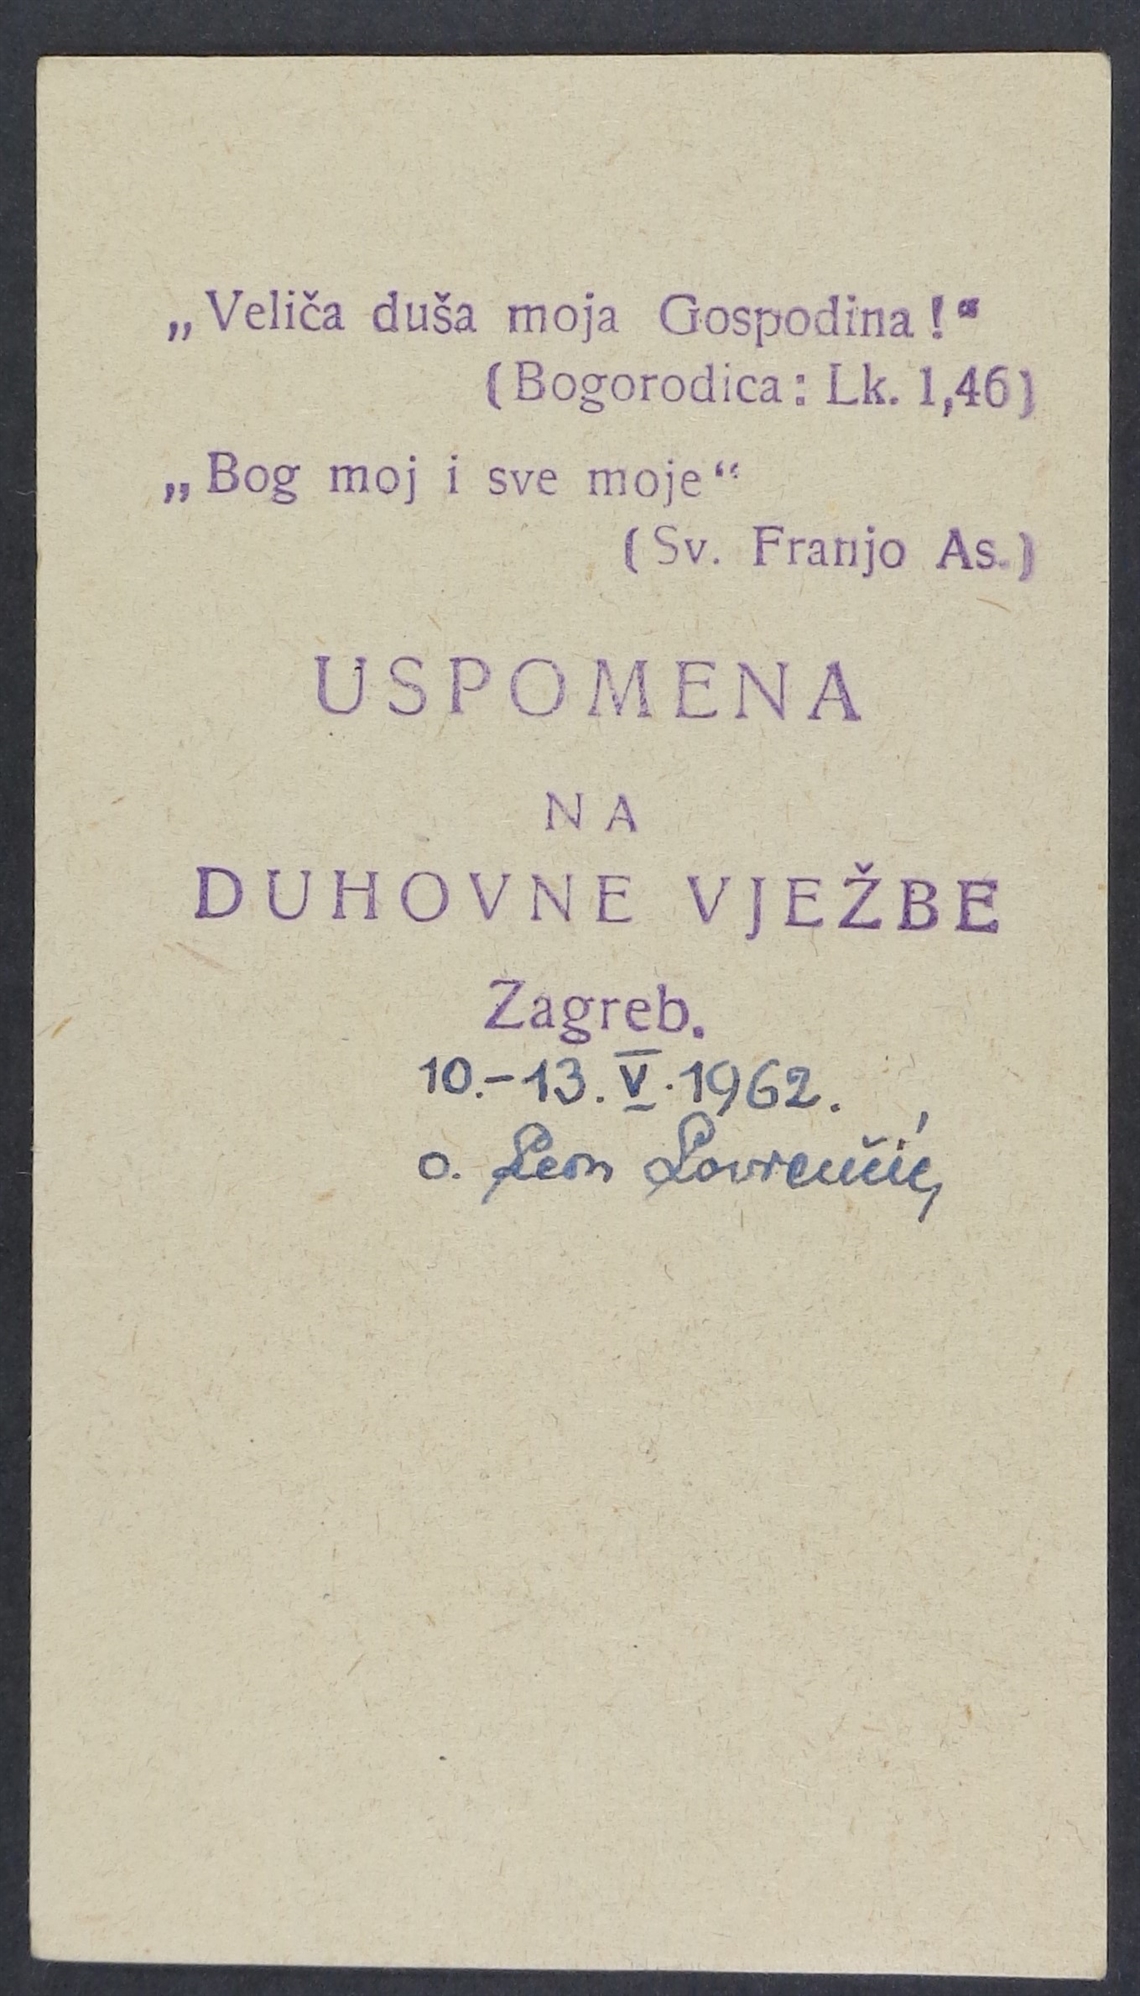 „Veliča duša moja Gospodina!“
(Bogorodica: Lk. 1,46)
„Bog moj i sve moje“
(Sv. Franjo As.)
USPOMENA
NA
DUHOVNE VJEŽBE
Zagreb.
10.-13. V. 1962.
o. Leon Lovrenčić,